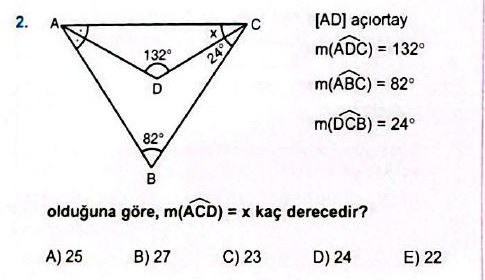 2.
A
C
x
24°
132°
D
82°
B
[AD] açıortay
m(ADC) = 132°
m(ABC) = 82°
m(DCB) = 24°
olduğuna göre, m(ACD) = x kaç derecedir?
A) 25 B) 27 C) 23 D) 24 E) 22